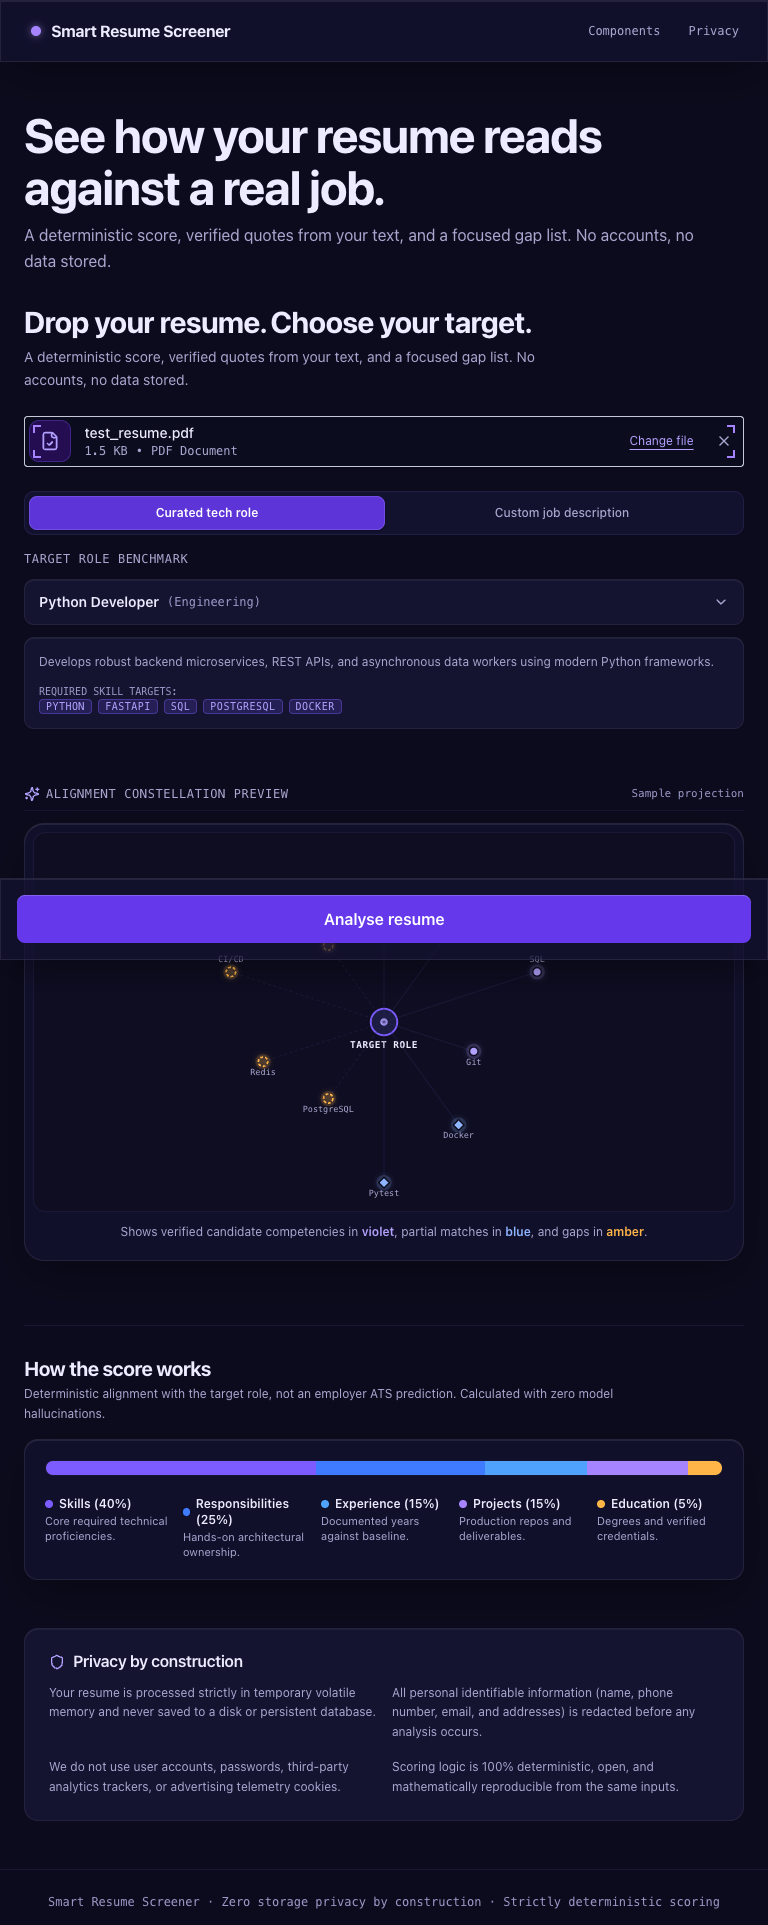 Smart Resume Screener
Components
Privacy
See how your resume reads
against a real job.
A deterministic score, verified quotes from your text, and a focused gap list. No accounts, no
data stored.
Drop your resume. Choose your target.
A deterministic score, verified quotes from your text, and a focused gap list. No
accounts, no data stored.
test_resume.pdf
1.5 KB • PDF Document
Change file
Curated tech role
Custom job description
TARGET ROLE BENCHMARK
Python Developer (Engineering)
Develops robust backend microservices, REST APIs, and asynchronous data workers using modern Python frameworks.
REQUIRED SKILL TARGETS:
PYTHON
FASTAPI
SQL
POSTGRESQL
DOCKER
ALIGNMENT CONSTELLATION PREVIEW
Sample projection
Analyse resume
CI/CD
SQL
TARGET ROLE
Git
Redis
PostgreSQL
Docker
Pytest
Shows verified candidate competencies in violet, partial matches in blue, and gaps in amber.
How the score works
Deterministic alignment with the target role, not an employer ATS prediction. Calculated with zero model
hallucinations.
Skills (40%)
Core required technical
proficiencies.
Responsibilities
(25%)
Hands-on architectural
ownership.
Experience (15%)
Documented years
against baseline.
Projects (15%)
Production repos and
deliverables.
Education (5%)
Degrees and verified
credentials.
Privacy by construction
Your resume is processed strictly in temporary volatile
memory and never saved to a disk or persistent database.
All personal identifiable information (name, phone
number, email, and addresses) is redacted before any
analysis occurs.
We do not use user accounts, passwords, third-party
analytics trackers, or advertising telemetry cookies.
Scoring logic is 100% deterministic, open, and
mathematically reproducible from the same inputs.
Smart Resume Screener · Zero storage privacy by construction · Strictly deterministic scoring